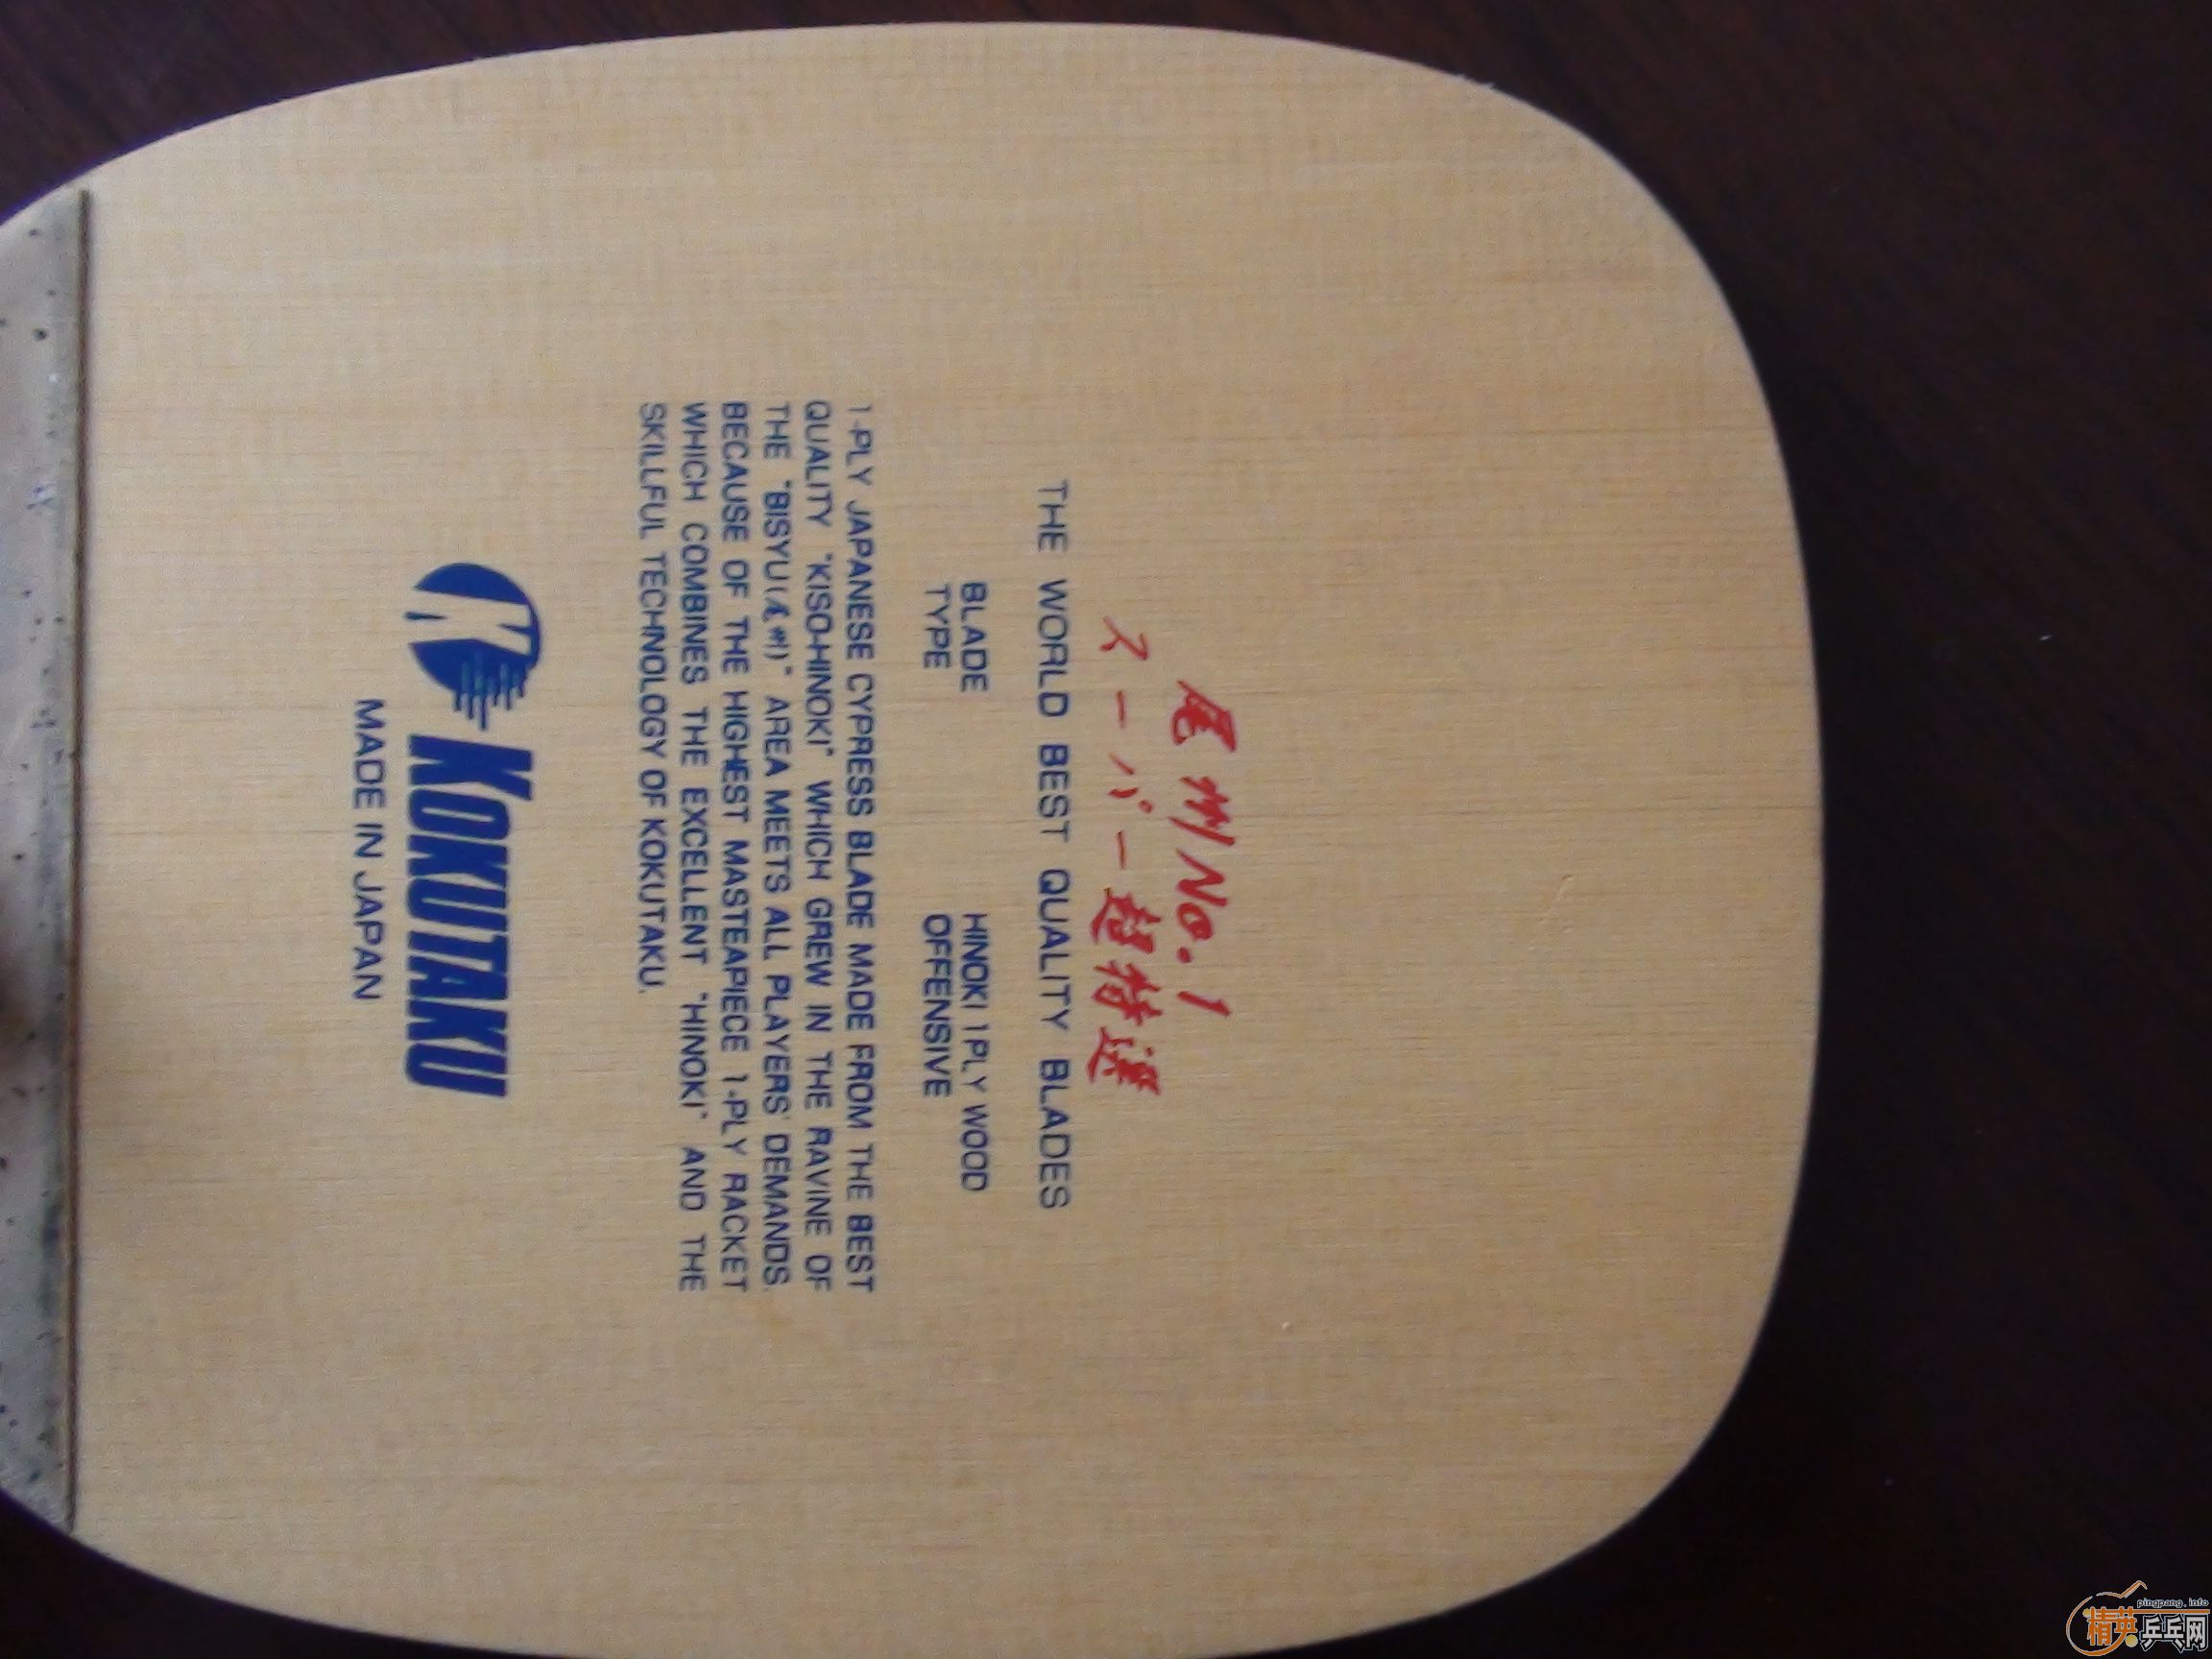 尾州No.1
スーパー超特選
THE WORLD BEST QUALITY BLADES
BLADE HINOKI 1 PLY WOOD
TYPE OFFENSIVE
1-PLY JAPANESE CYPRESS BLADE MADE FROM THE BEST
QUALITY "KISO-HINOKI" WHICH GREW IN THE RAVINE OF
THE "BISYU(尾州)" AREA MEETS ALL PLAYERS' DEMANDS.
BECAUSE OF THE HIGHEST MASTEAPIECE 1-PLY RACKET
WHICH COMBINES THE EXCELLENT "HINOKI" AND THE
SKILLFUL TECHNOLOGY OF KOKUTAKU.
KOKUTAKU
MADE IN JAPAN
pingpang.info
精英乒乓网